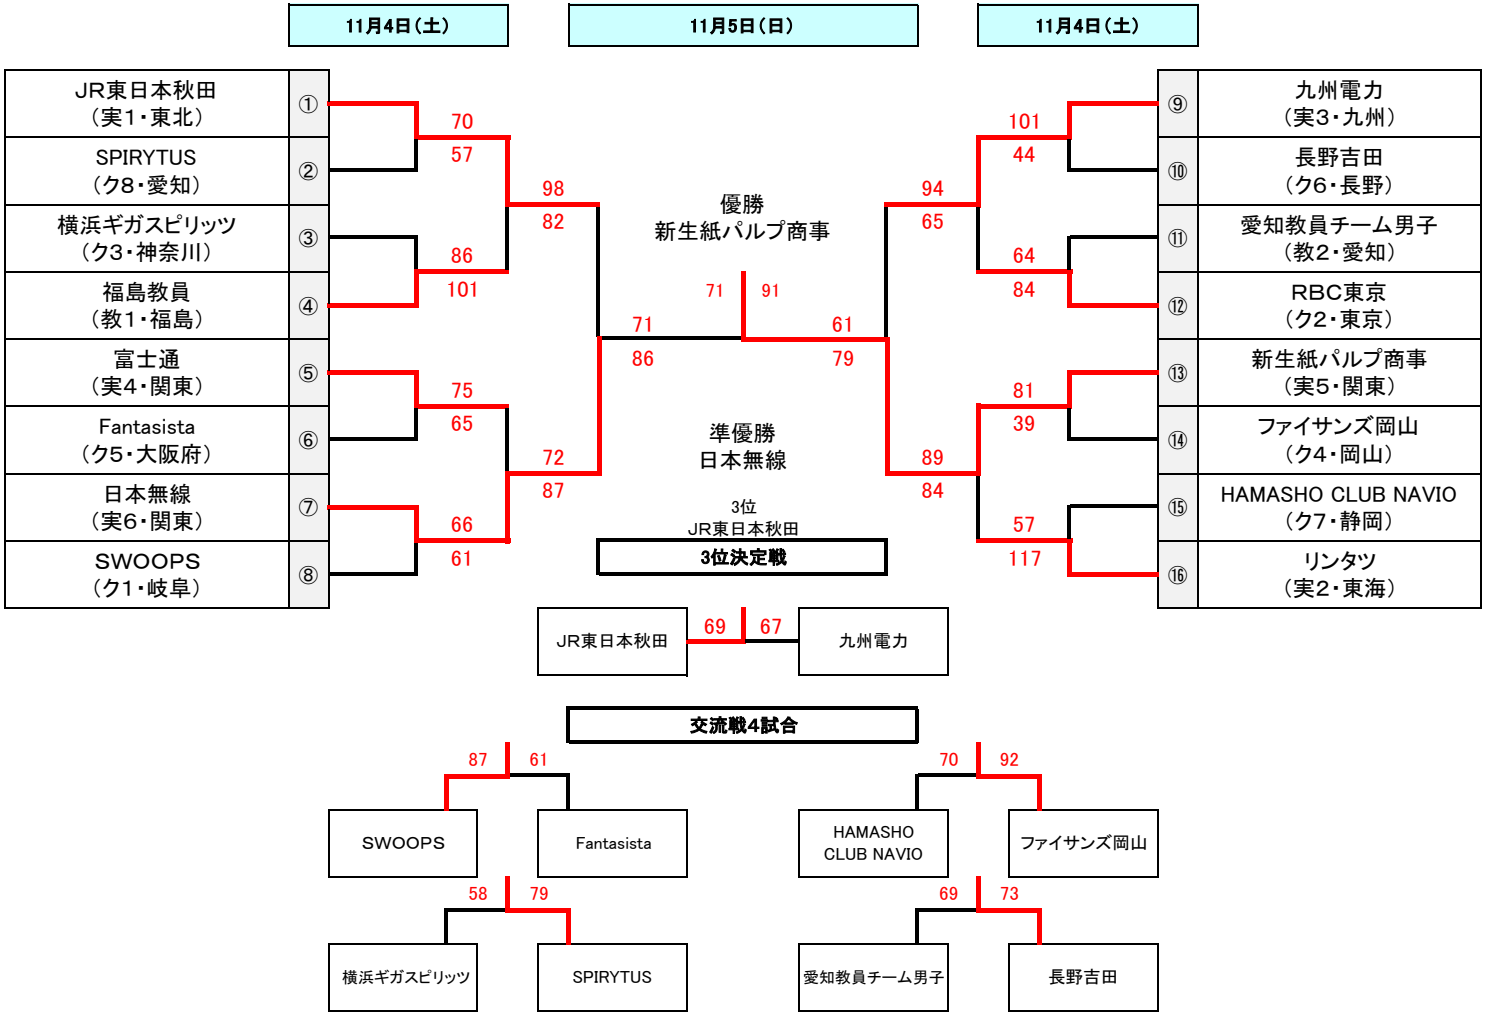 11月4日(土)
11月5日(日)
11月4日(土)
JR東日本秋田
(実1・東北)
①
SPIRYTUS
(ク8・愛知)
②
横浜ギガスピリッツ
(ク3・神奈川)
③
福島教員
(教1・福島)
④
富士通
(実4・関東)
⑤
Fantasista
(ク5・大阪府)
⑥
日本無線
(実6・関東)
⑦
SWOOPS
(ク1・岐阜)
⑧
70
57
86
101
75
65
66
61
98
82
72
87
71
86
優勝
新生紙パルプ商事
71 91
準優勝
日本無線
3位
JR東日本秋田
3位決定戦
61
79
94
65
89
84
101
44
64
84
81
39
57
117
⑨
九州電力
(実3・九州)
⑩
長野吉田
(ク6・長野)
⑪
愛知教員チーム男子
(教2・愛知)
⑫
RBC東京
(ク2・東京)
⑬
新生紙パルプ商事
(実5・関東)
⑭
ファイサンズ岡山
(ク4・岡山)
⑮
HAMASHO CLUB NAVIO
(ク7・静岡)
⑯
リンタツ
(実2・東海)
JR東日本秋田
69 67
九州電力
交流戦4試合
87 61
SWOOPS
Fantasista
70 92
HAMASHO
CLUB NAVIO
ファイサンズ岡山
58 79
横浜ギガスピリッツ
SPIRYTUS
69 73
愛知教員チーム男子
長野吉田